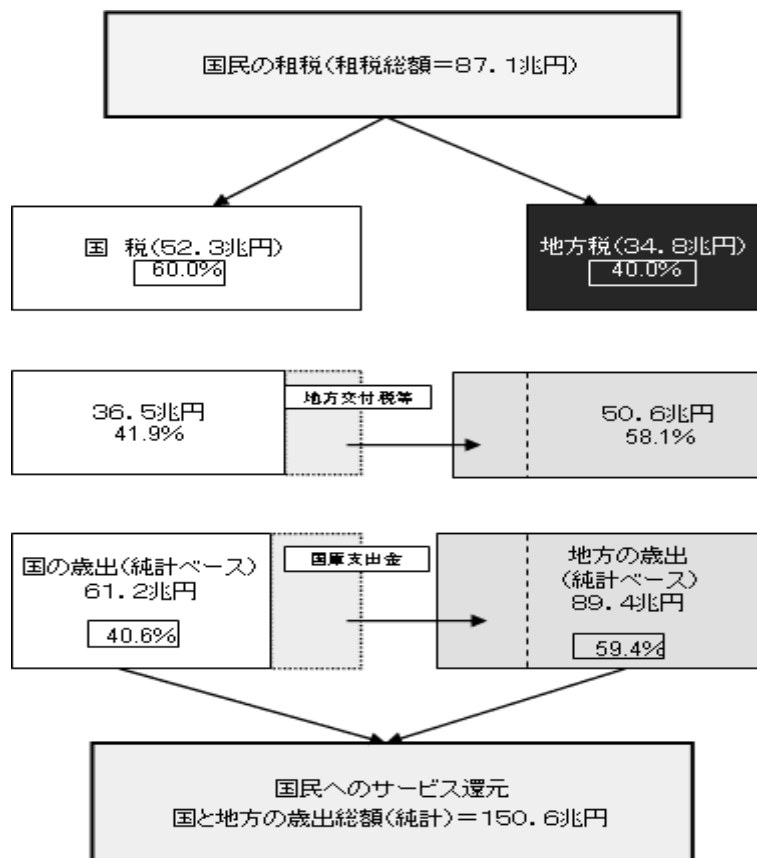 国民の租税(租税総額＝87．1兆円)
国　税(52．3兆円)
60.0%
地方税(34．8兆円)
40.0%
36．5兆円
41.9%
地方交付税等
50．6兆円
58.1%
国の歳出(純計ベース)
61．2兆円
40.6%
国庫支出金
地方の歳出
(純計ベース)
89．4兆円
59.4%
国民へのサービス還元
国と地方の歳出総額(純計)＝150．6兆円